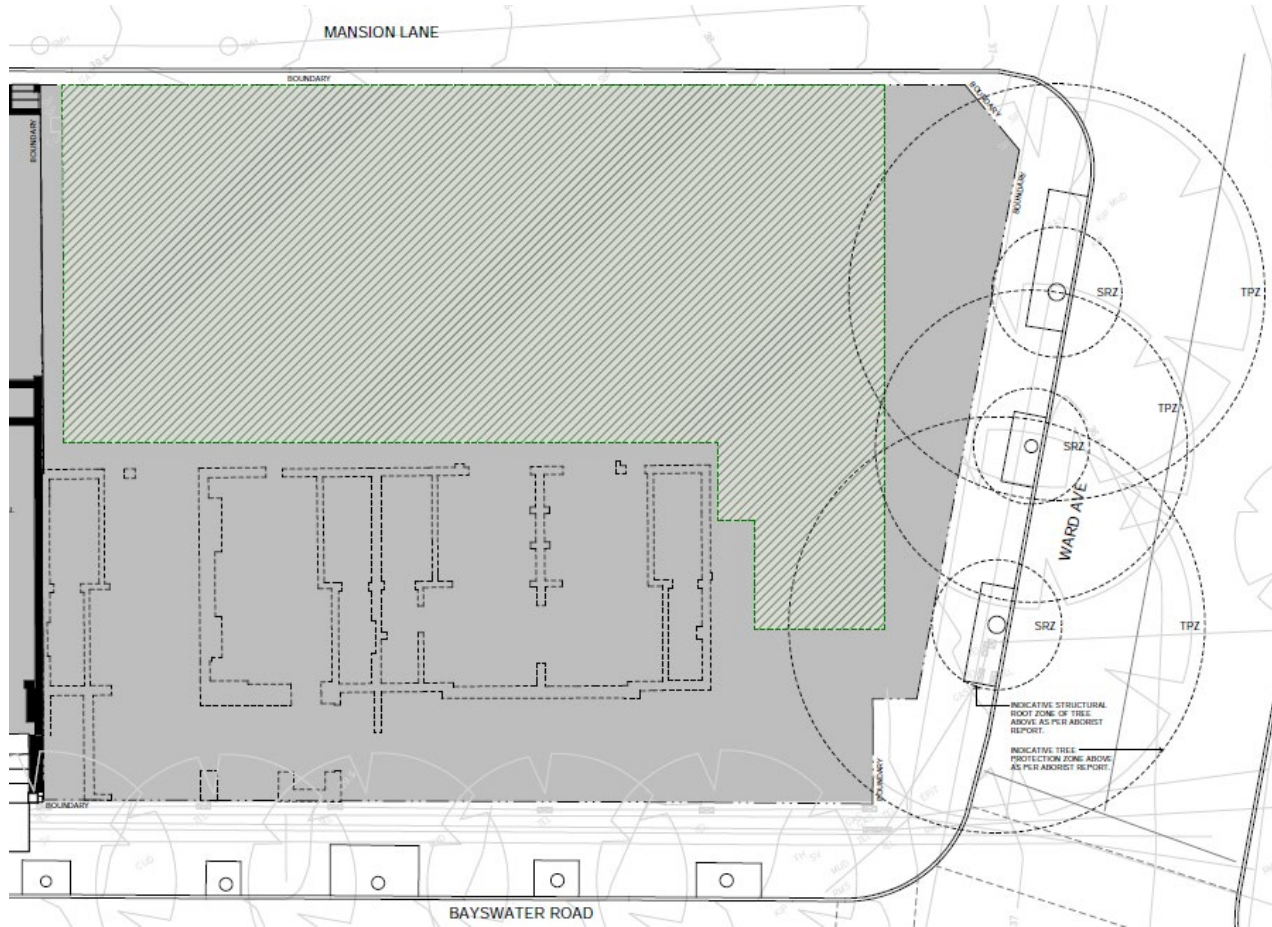 MANSION LANE
BOUNDARY
BOUNDARY
BOUNDARY
BOUNDARY
SRZ
TPZ
TPZ
SRZ
WARD AVE
SRZ
TPZ
INDICATIVE STRUCTURAL
ROOT ZONE OF TREE
ABOVE AS PER ABORIST
REPORT.
INDICATIVE TREE
PROTECTION ZONE ABOVE
AS PER ABORIST REPORT.
BOUNDARY
BOUNDARY
BAYSWATER ROAD
37